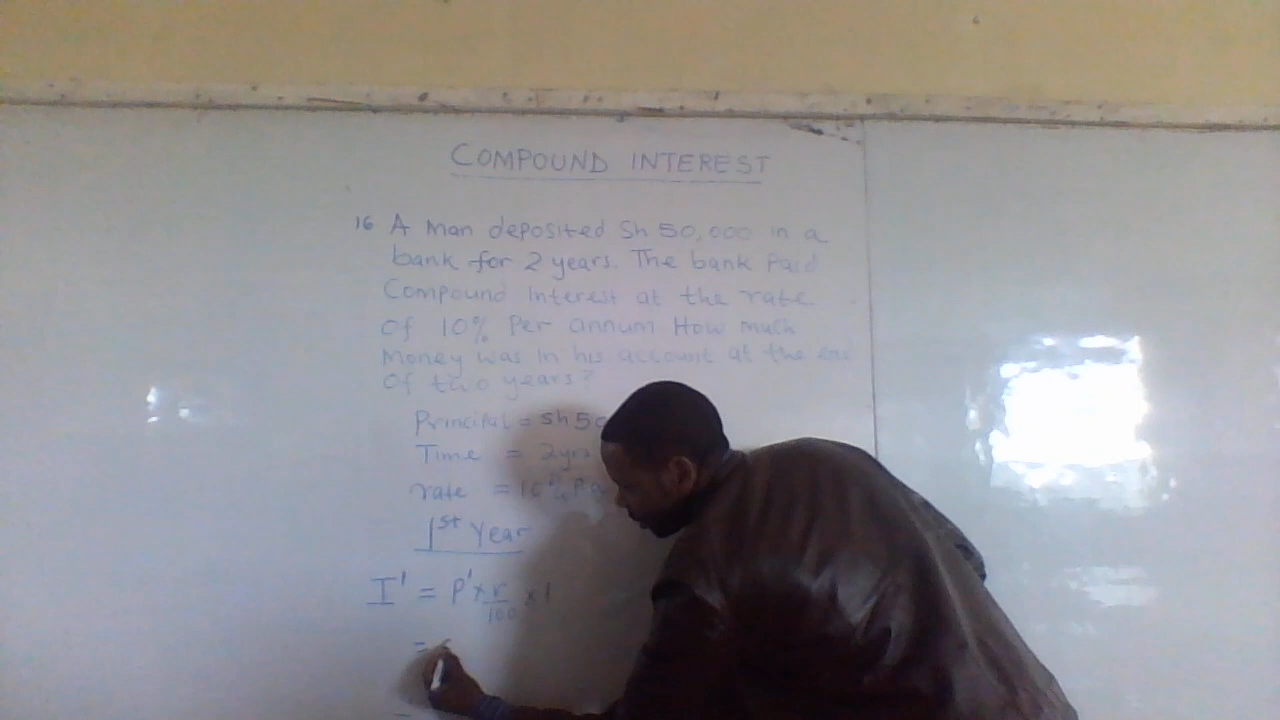 COMPOUND INTEREST
16 A man deposited Sh 50,000 in a
bank for 2 years. The bank Paid
Compound Interest at the rate
Of 10% Per annum How much
Money was in his account at the end
Of two years?
Principal = Sh 50
Time = 2yrs
rate = 10% Pa
1st Year
I' = P' × r/100 × 1
=